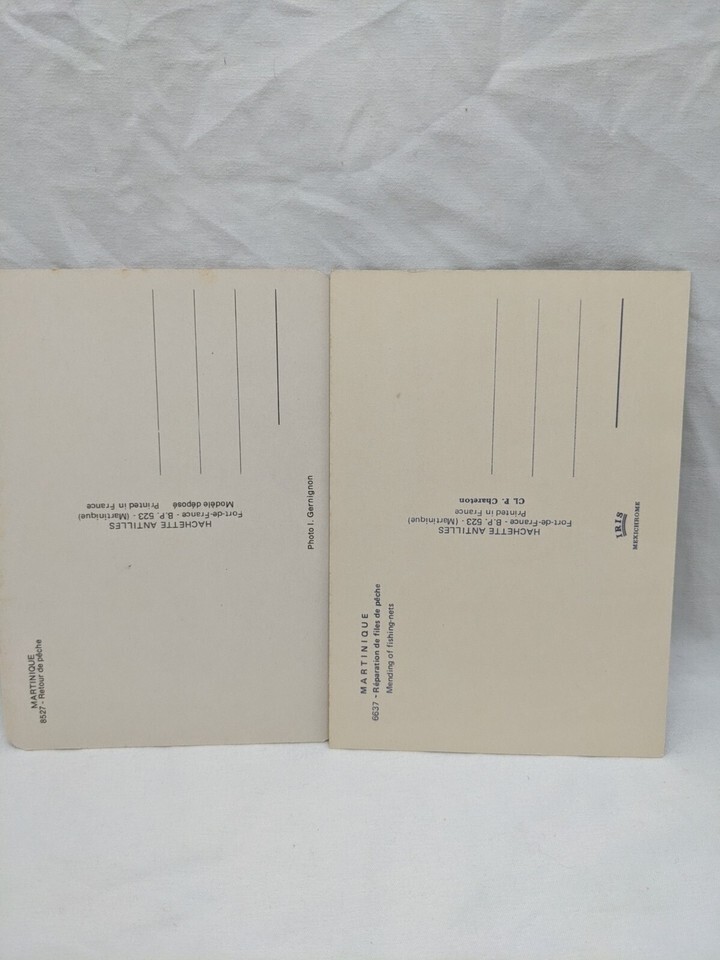 MARTINIQUE
8527 - Retour de pêche
HACHETTE ANTILLES
Fort-de-France - B.P. 523 - (Martinique)
Modèle déposé Printed in France
Photo I. Gernignon
MARTINIQUE
6637 - Réparation de files de pêche
Mending of fishing-nets
HACHETTE ANTILLES
Fort-de-France - B.P. 523 - (Martinique)
Printed in France
CL P. Chareton
IRIS
MEXICHROME